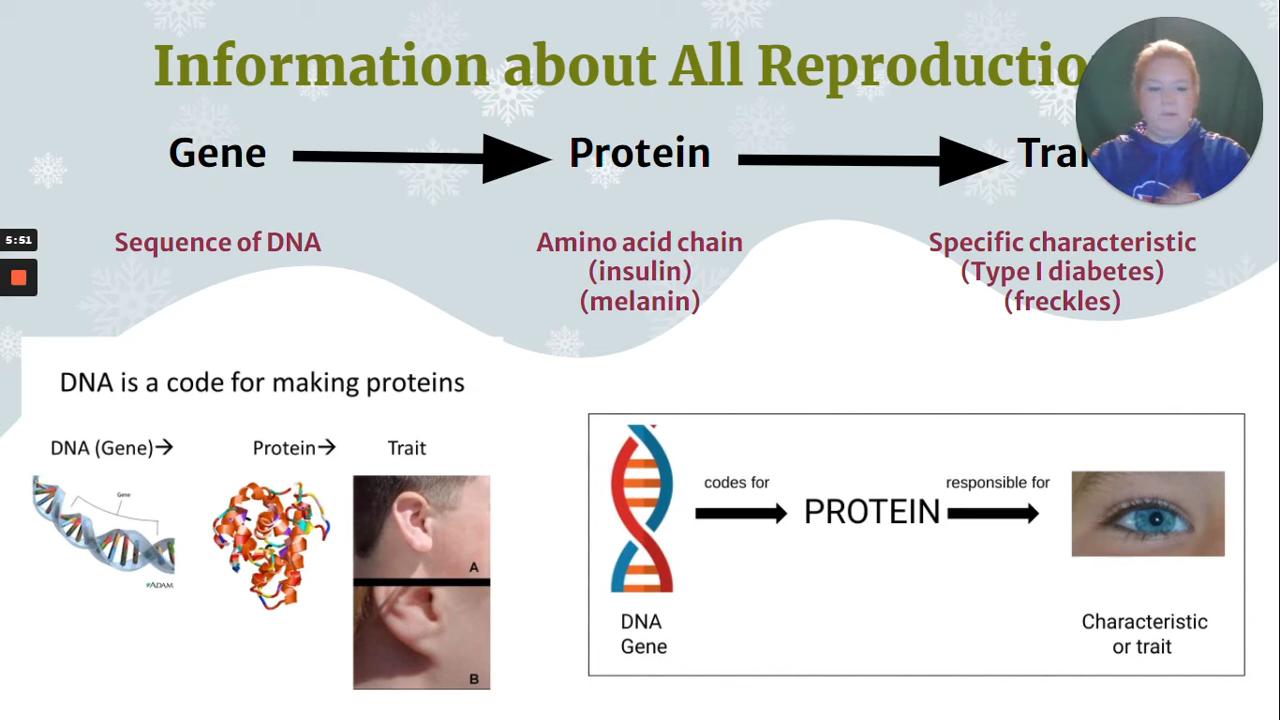 Information about All Reproductio
Gene Protein Trai
5:51
Sequence of DNA
Amino acid chain
(insulin)
(melanin)
Specific characteristic
(Type I diabetes)
(freckles)
DNA is a code for making proteins
DNA (Gene)→ Protein→ Trait
Gene
ADAM
A
B
codes for
PROTEIN
responsible for
DNA
Gene
Characteristic
or trait